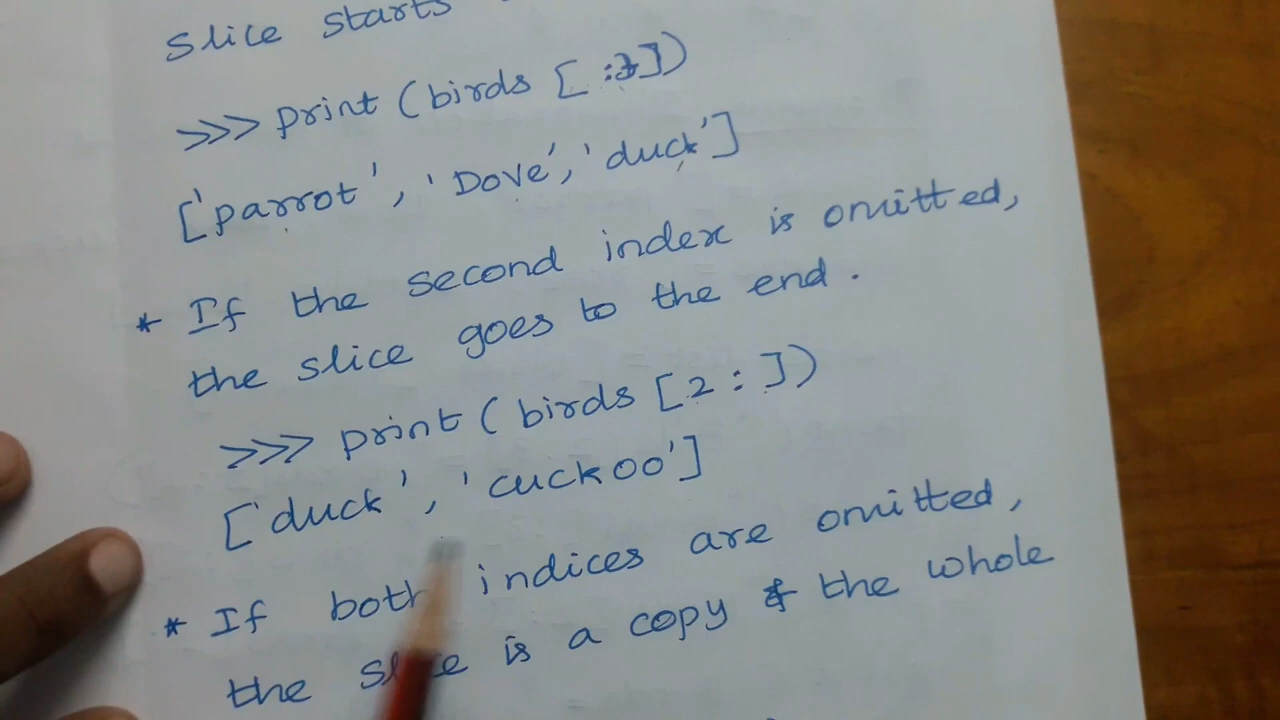 Slice starts
>>> print (birds [ :3])
['parrot', 'Dove', 'duck']
* If the second index is omitted,
the slice goes to the end.
>>> print (birds [2 : ])
['duck', 'cuckoo']
* If both indices are omitted,
the slice is a copy & the whole